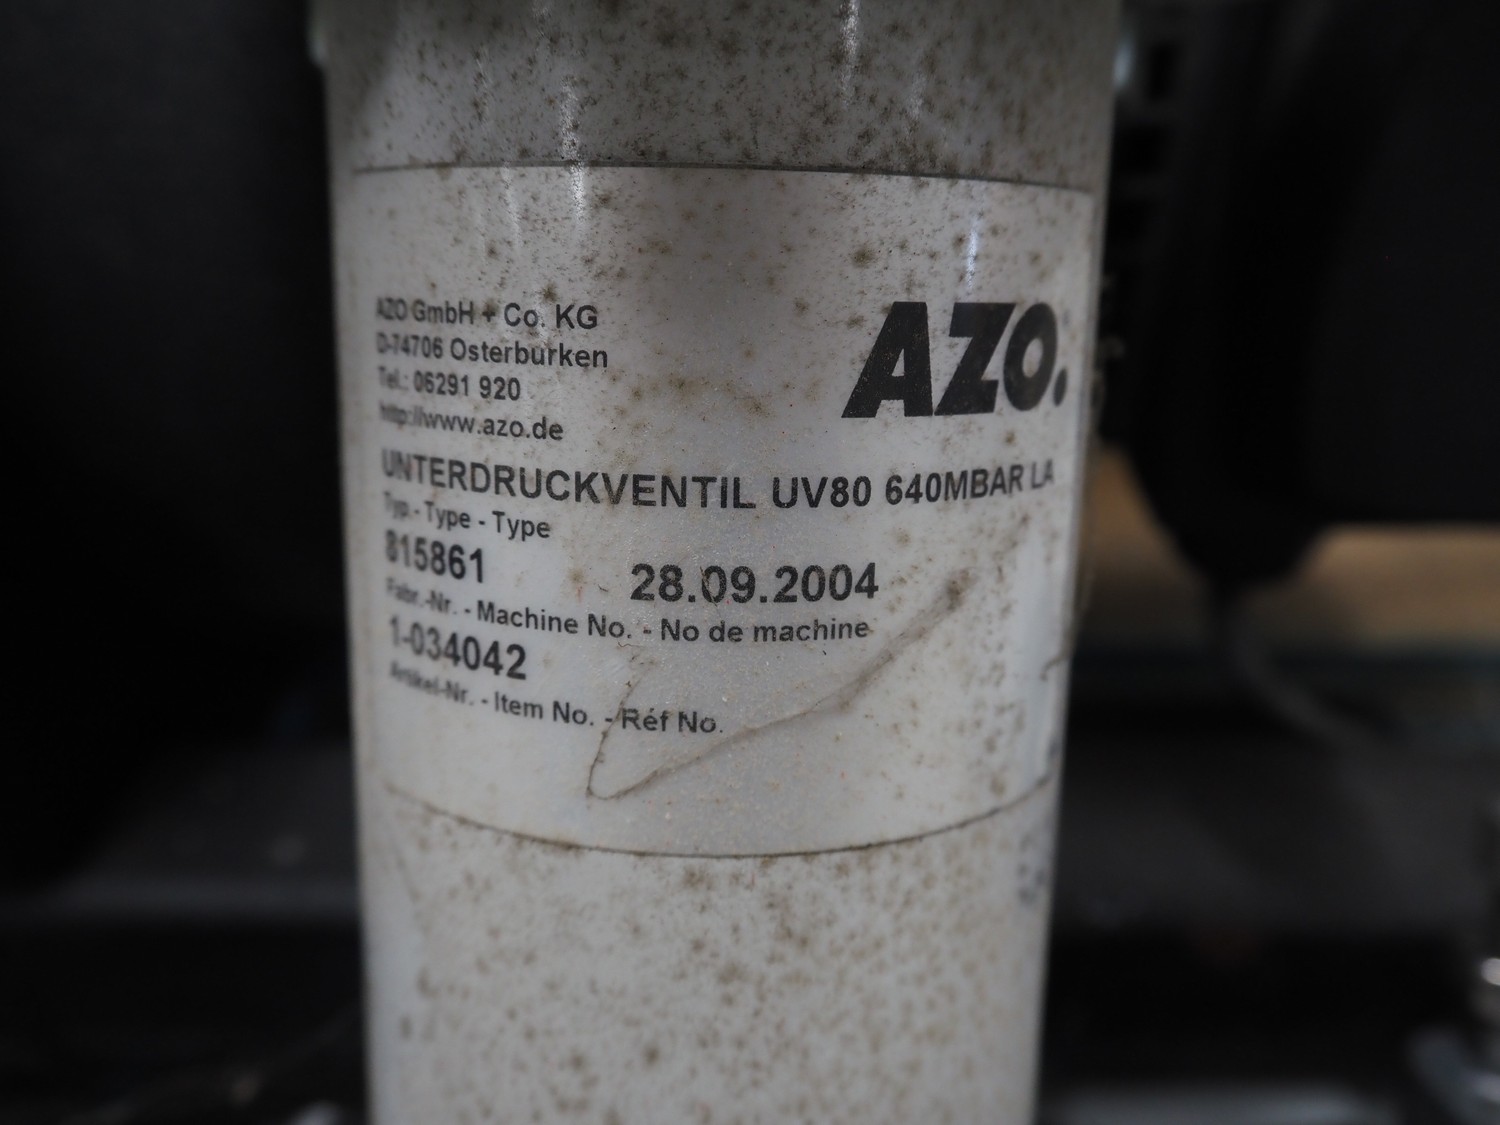 AZO GmbH + Co. KG
D-74706 Osterburken
Tel.: 06291 920
http://www.azo.de
AZO.
UNTERDRUCKVENTIL UV80 640MBAR LA
Typ.- Type - Type
815861 28.09.2004
Fabr.-Nr. - Machine No. - No de machine
1-034042
Artikel-Nr. - Item No. - Réf No.